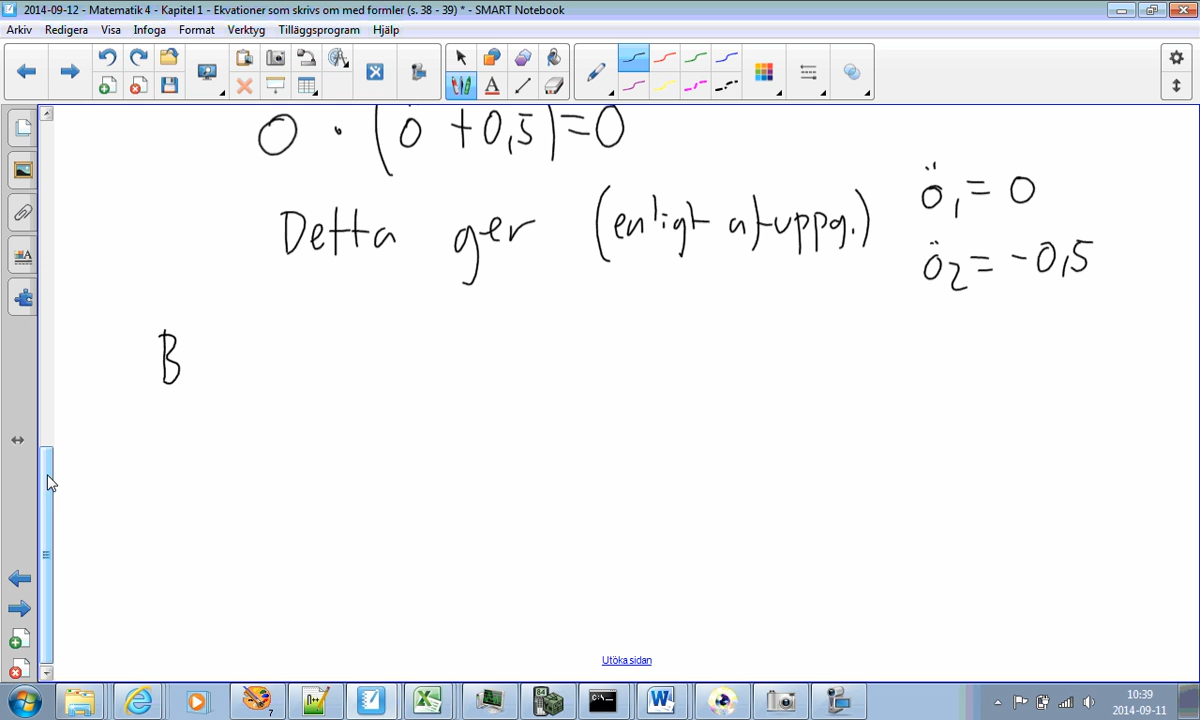 2014-09-12 - Matematik 4 - Kapitel 1 - Ekvationer som skrivs om med formler (s. 38 - 39) * - SMART Notebook
Arkiv Redigera Visa Infoga Format Verktyg Tilläggsprogram Hjälp
ö · (ö + 0,5) = 0
Detta ger (enligt a)-uppg.)
ö₁ = 0
ö₂ = -0,5
B
Utöka sidan
10:39
2014-09-11